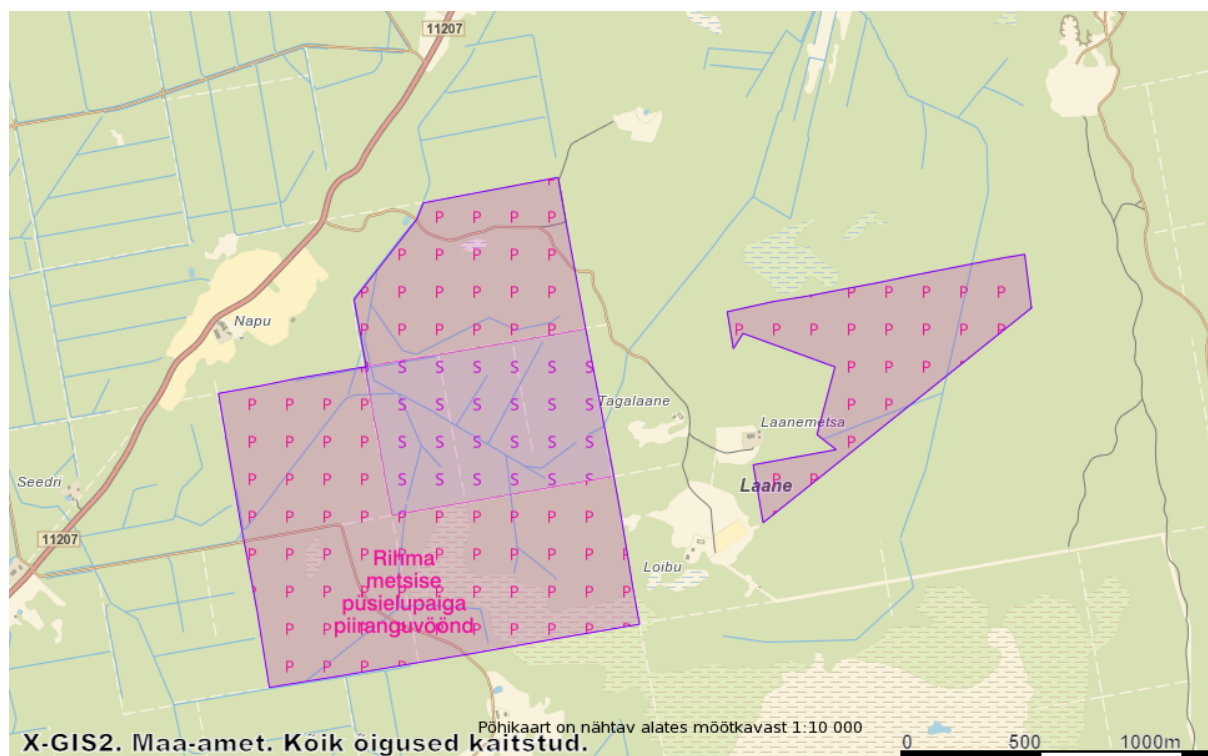 11207
Napu
P P P P
P P P P P
P P P P P
P P P P P
S S S S S S
Tagalaane
P P P P S S S S S S
Laanemetsa
P P P P S S S S S S
Seedri
P P P P S S S S S P
Laane
P P P P P P P P P P
11207
P P P P P P P P P P P
Loibu
P P P P P P P P P P
P P P P P P P P P P
P P P P
Rihma
metsise
püsielupaiga
piiranguvöönd
P P P P P
P P P P P P P P
P P P
P P
P
P P
Põhikaart on nähtav alates mõõtkavast 1:10 000
X-GIS2. Maa-amet. Kõik õigused kaitstud.
0 500 1000m